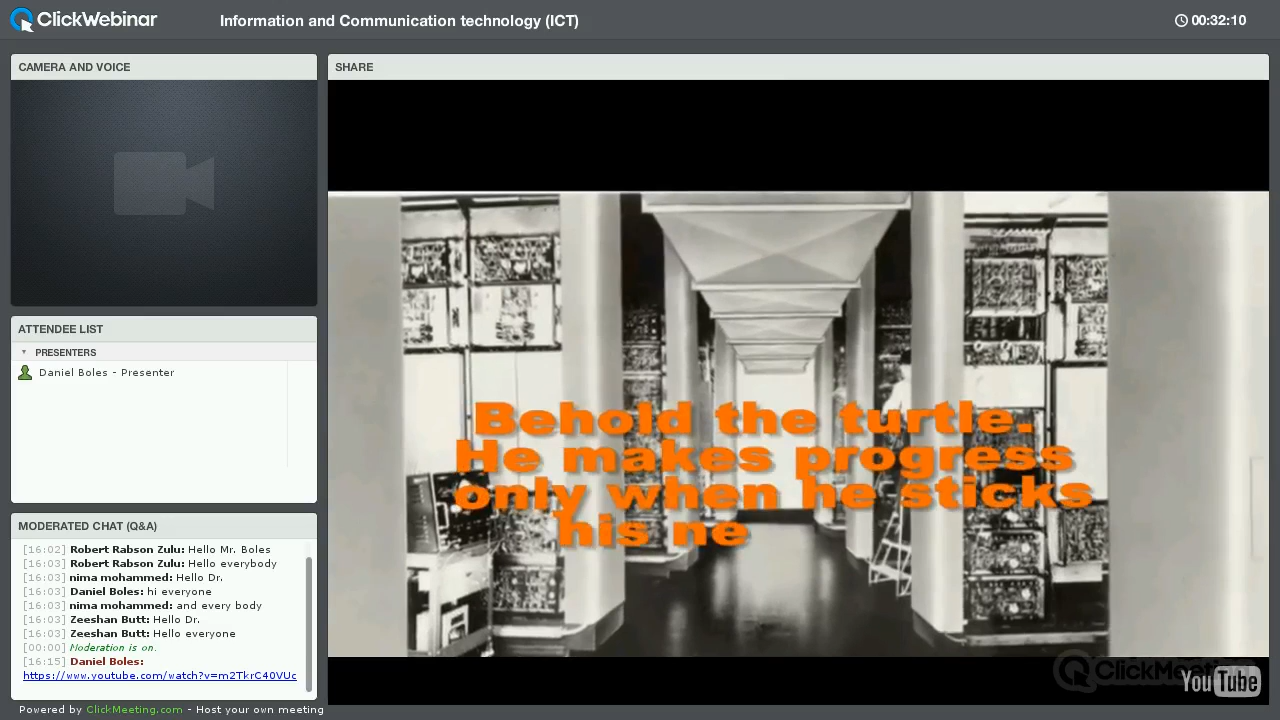 ClickWebinar
Information and Communication technology (ICT)
00:32:10
CAMERA AND VOICE
SHARE
ATTENDEE LIST
PRESENTERS
Daniel Boles - Presenter
MODERATED CHAT (Q&A)
[16:02] Robert Rabson Zulu: Hello Mr. Boles
[16:03] Robert Rabson Zulu: Hello everybody
[16:03] nima mohammed: Hello Dr.
[16:03] Daniel Boles: hi everyone
[16:03] nima mohammed: and every body
[16:03] Zeeshan Butt: Hello Dr.
[16:03] Zeeshan Butt: Hello everyone
[00:00] Moderation is on.
[16:15] Daniel Boles:
https://www.youtube.com/watch?v=m2TkrC40VUc
Behold the turtle.
He makes progress
only when he sticks
his ne
ClickMeeting
YouTube
Powered by ClickMeeting.com - Host your own meeting